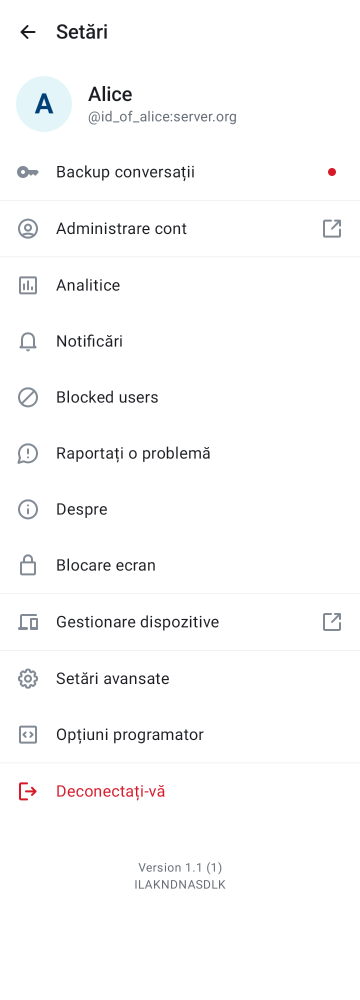 Setări
A
Alice
@id_of_alice:server.org
Backup conversații
Administrare cont
Analitice
Notificări
Blocked users
Raportați o problemă
Despre
Blocare ecran
Gestionare dispozitive
Setări avansate
Opțiuni programator
Deconectați-vă
Version 1.1 (1)
ILAKNDNASDLK